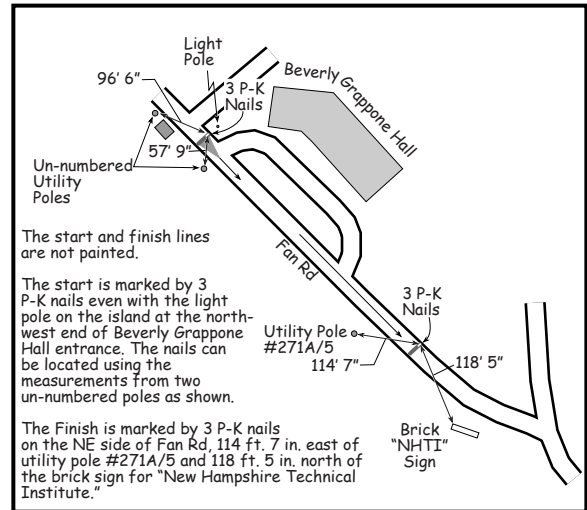 Light
Pole
96' 6"
3 P-K
Nails
Beverly Grappone Hall
57' 9"
Un-numbered
Utility
Poles
The start and finish lines
are not painted.
The start is marked by 3
P-K nails even with the light
pole on the island at the north-
west end of Beverly Grappone
Hall entrance. The nails can
be located using the
measurements from two
un-numbered poles as shown.
Fan Rd
3 P-K
Nails
Utility Pole
#271A/5
114' 7"
118' 5"
Brick
"NHTI"
Sign
The Finish is marked by 3 P-K nails
on the NE side of Fan Rd, 114 ft. 7 in. east of
utility pole #271A/5 and 118 ft. 5 in. north of
the brick sign for "New Hampshire Technical
Institute."